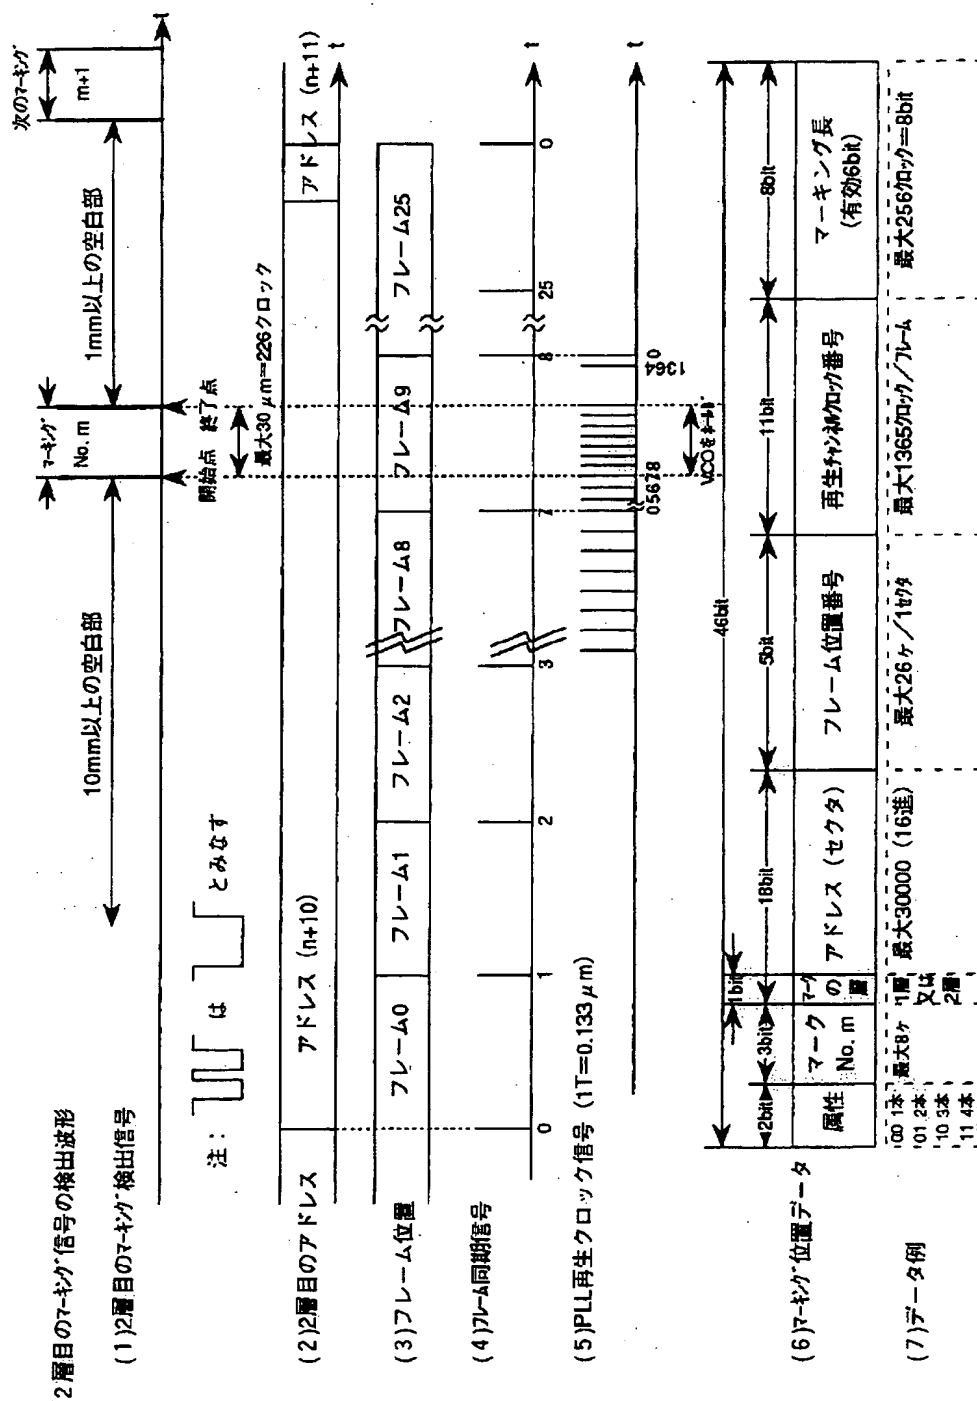 2層目のマーキング信号の検出波形
(1)2層目のマーキング検出信号
10mm以上の空白部
マーキング
No. m
1mm以上の空白部
次のマーキング
m+1
t
開始点 終了点
最大30μm=226クロック
注: は とみなす
(2)2層目のアドレス
アドレス (n+10)
アドレス (n+11)
t
(3)フレーム位置
フレーム0
フレーム1
フレーム2
フレーム8
フレーム9
フレーム25
(4)フレーム同期信号
0
1
2
3
7
8
25
0
t
(5)PLL再生クロック信号 (1T=0.133μm)
05678
1364
0
t
VCOをホールド
46bit
2bit
3bit
1bit
18bit
5bit
11bit
8bit
(6)マーキング位置データ
属性
マーク
No. m
マーク
の
層
アドレス (セクタ)
フレーム位置番号
再生チャンネルクロック番号
マーキング長
(有効6bit)
(7)データ例
00 1本
01 2本
10 3本
11 4本
最大8ヶ
1層
又は
2層
最大30000 (16進)
最大26ヶ/1セクタ
最大1365クロック/フレーム
最大256クロック=8bit